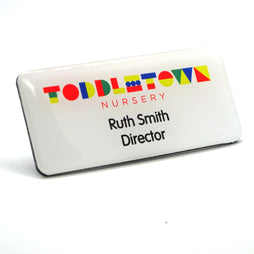 TODDLETOWN
NURSERY
Ruth Smith
Director